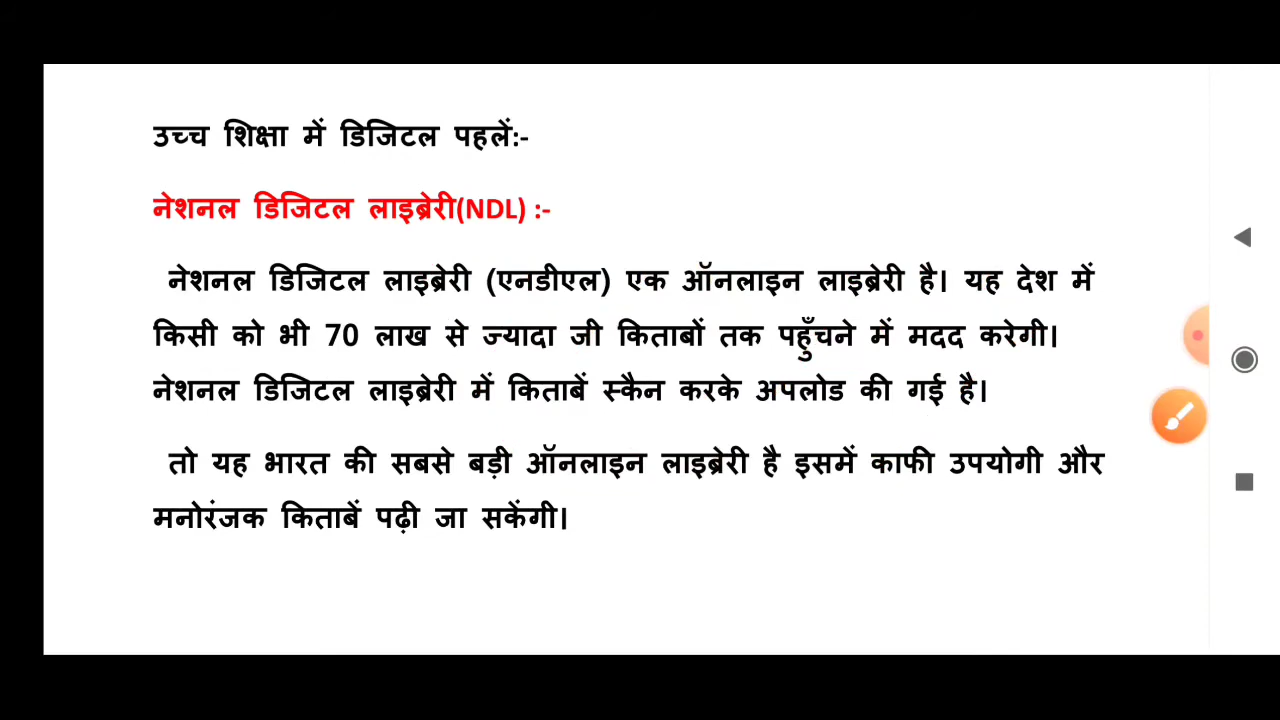 उच्च शिक्षा में डिजिटल पहलें:-
नेशनल डिजिटल लाइब्रेरी(NDL) :-
नेशनल डिजिटल लाइब्रेरी (एनडीएल) एक ऑनलाइन लाइब्रेरी है। यह देश में
किसी को भी 70 लाख से ज्यादा जी किताबों तक पहुँचने में मदद करेगी।
नेशनल डिजिटल लाइब्रेरी में किताबें स्कैन करके अपलोड की गई है।
तो यह भारत की सबसे बड़ी ऑनलाइन लाइब्रेरी है इसमें काफी उपयोगी और
मनोरंजक किताबें पढ़ी जा सकेंगी।